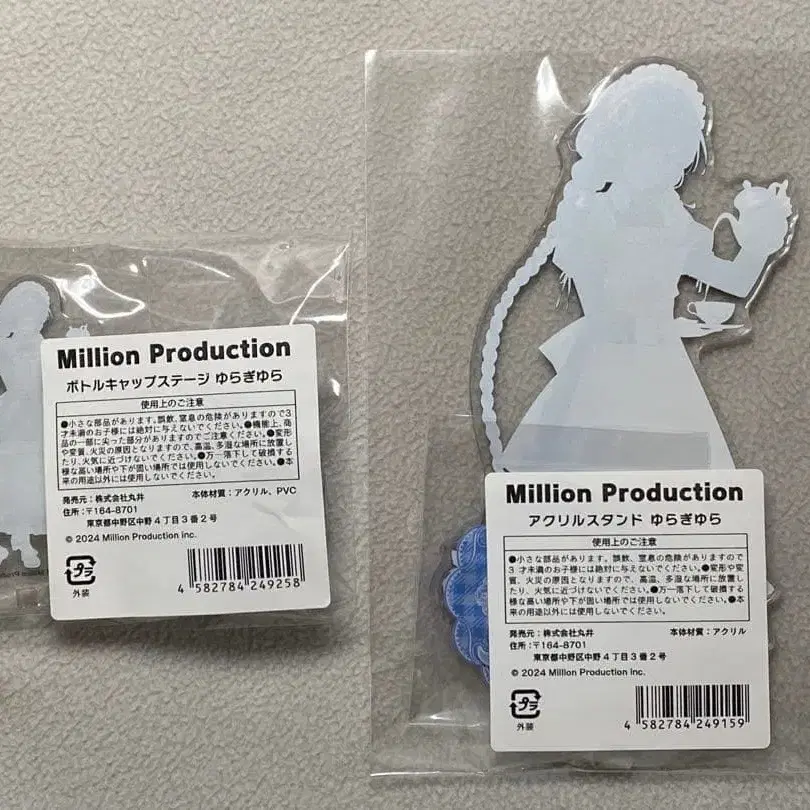 Million Production
ボトルキャップステージ ゆらぎゆら
使用上のご注意
●小さな部品があります。誤飲、窒息の危険がありますので3
才未満のお子様には絶対に与えないでください。●機能上、商
品の一部に尖った部分がありますのでご注意ください。●変形
や変質、火災の原因となりますので、高温、多湿な場所に放置し
たり、火気に近づけないでください。●万一落下して破損する
様な高い場所や下が固い場所では使用しないでください。●本
来の用途以外には使用しないでください。
発売元：株式会社丸井 本体材質：アクリル、PVC
住所：〒164-8701
東京都中野区中野4丁目3番2号
© 2024 Million Production Inc.
プラ
外装
4 582784 249258
Million Production
アクリルスタンド ゆらぎゆら
使用上のご注意
●小さな部品があります。誤飲、窒息の危険がありますので
3 才未満のお子様には絶対に与えないでください。●変形や変
質、火災の原因となりますので、高温、多湿な場所に放置し
たり、火気に近づけないでください。●万一落下して破損する
様な高い場所や下が固い場所では使用しないでください。●本
来の用途以外には使用しないでください。
発売元：株式会社丸井 本体材質：アクリル
住所：〒164-8701
東京都中野区中野4丁目3番2号
© 2024 Million Production Inc.
プラ
外装
4 582784 249159